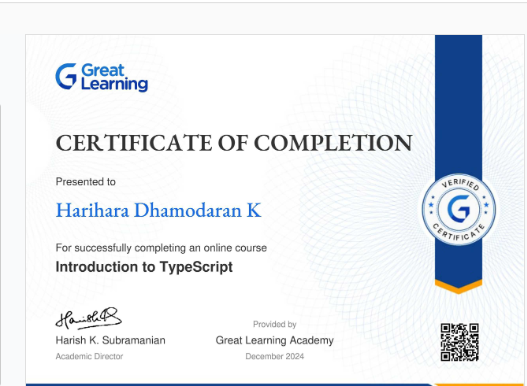 Great
Learning
CERTIFICATE OF COMPLETION
Presented to
Harihara Dhamodaran K
VERIFIED
CERTIFICATE
For successfully completing an online course
Introduction to TypeScript
Harish K. Subramanian
Academic Director
Provided by
Great Learning Academy
December 2024